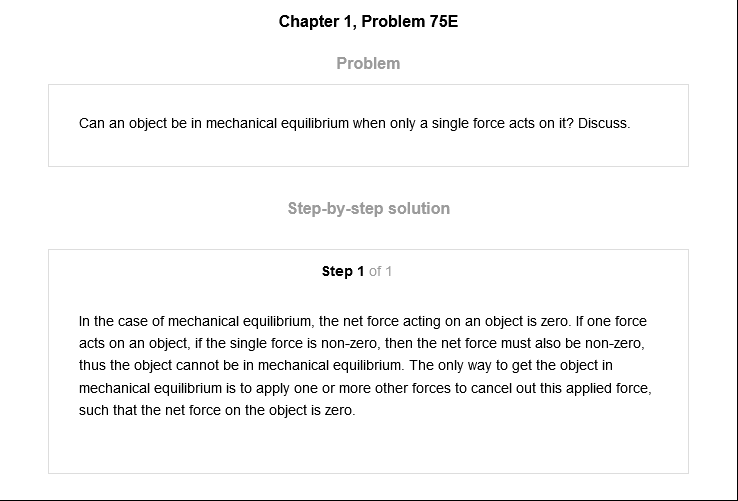 Chapter 1, Problem 75E
Problem
Can an object be in mechanical equilibrium when only a single force acts on it? Discuss.
Step-by-step solution
Step 1 of 1
In the case of mechanical equilibrium, the net force acting on an object is zero. If one force
acts on an object, if the single force is non-zero, then the net force must also be non-zero,
thus the object cannot be in mechanical equilibrium. The only way to get the object in
mechanical equilibrium is to apply one or more other forces to cancel out this applied force,
such that the net force on the object is zero.